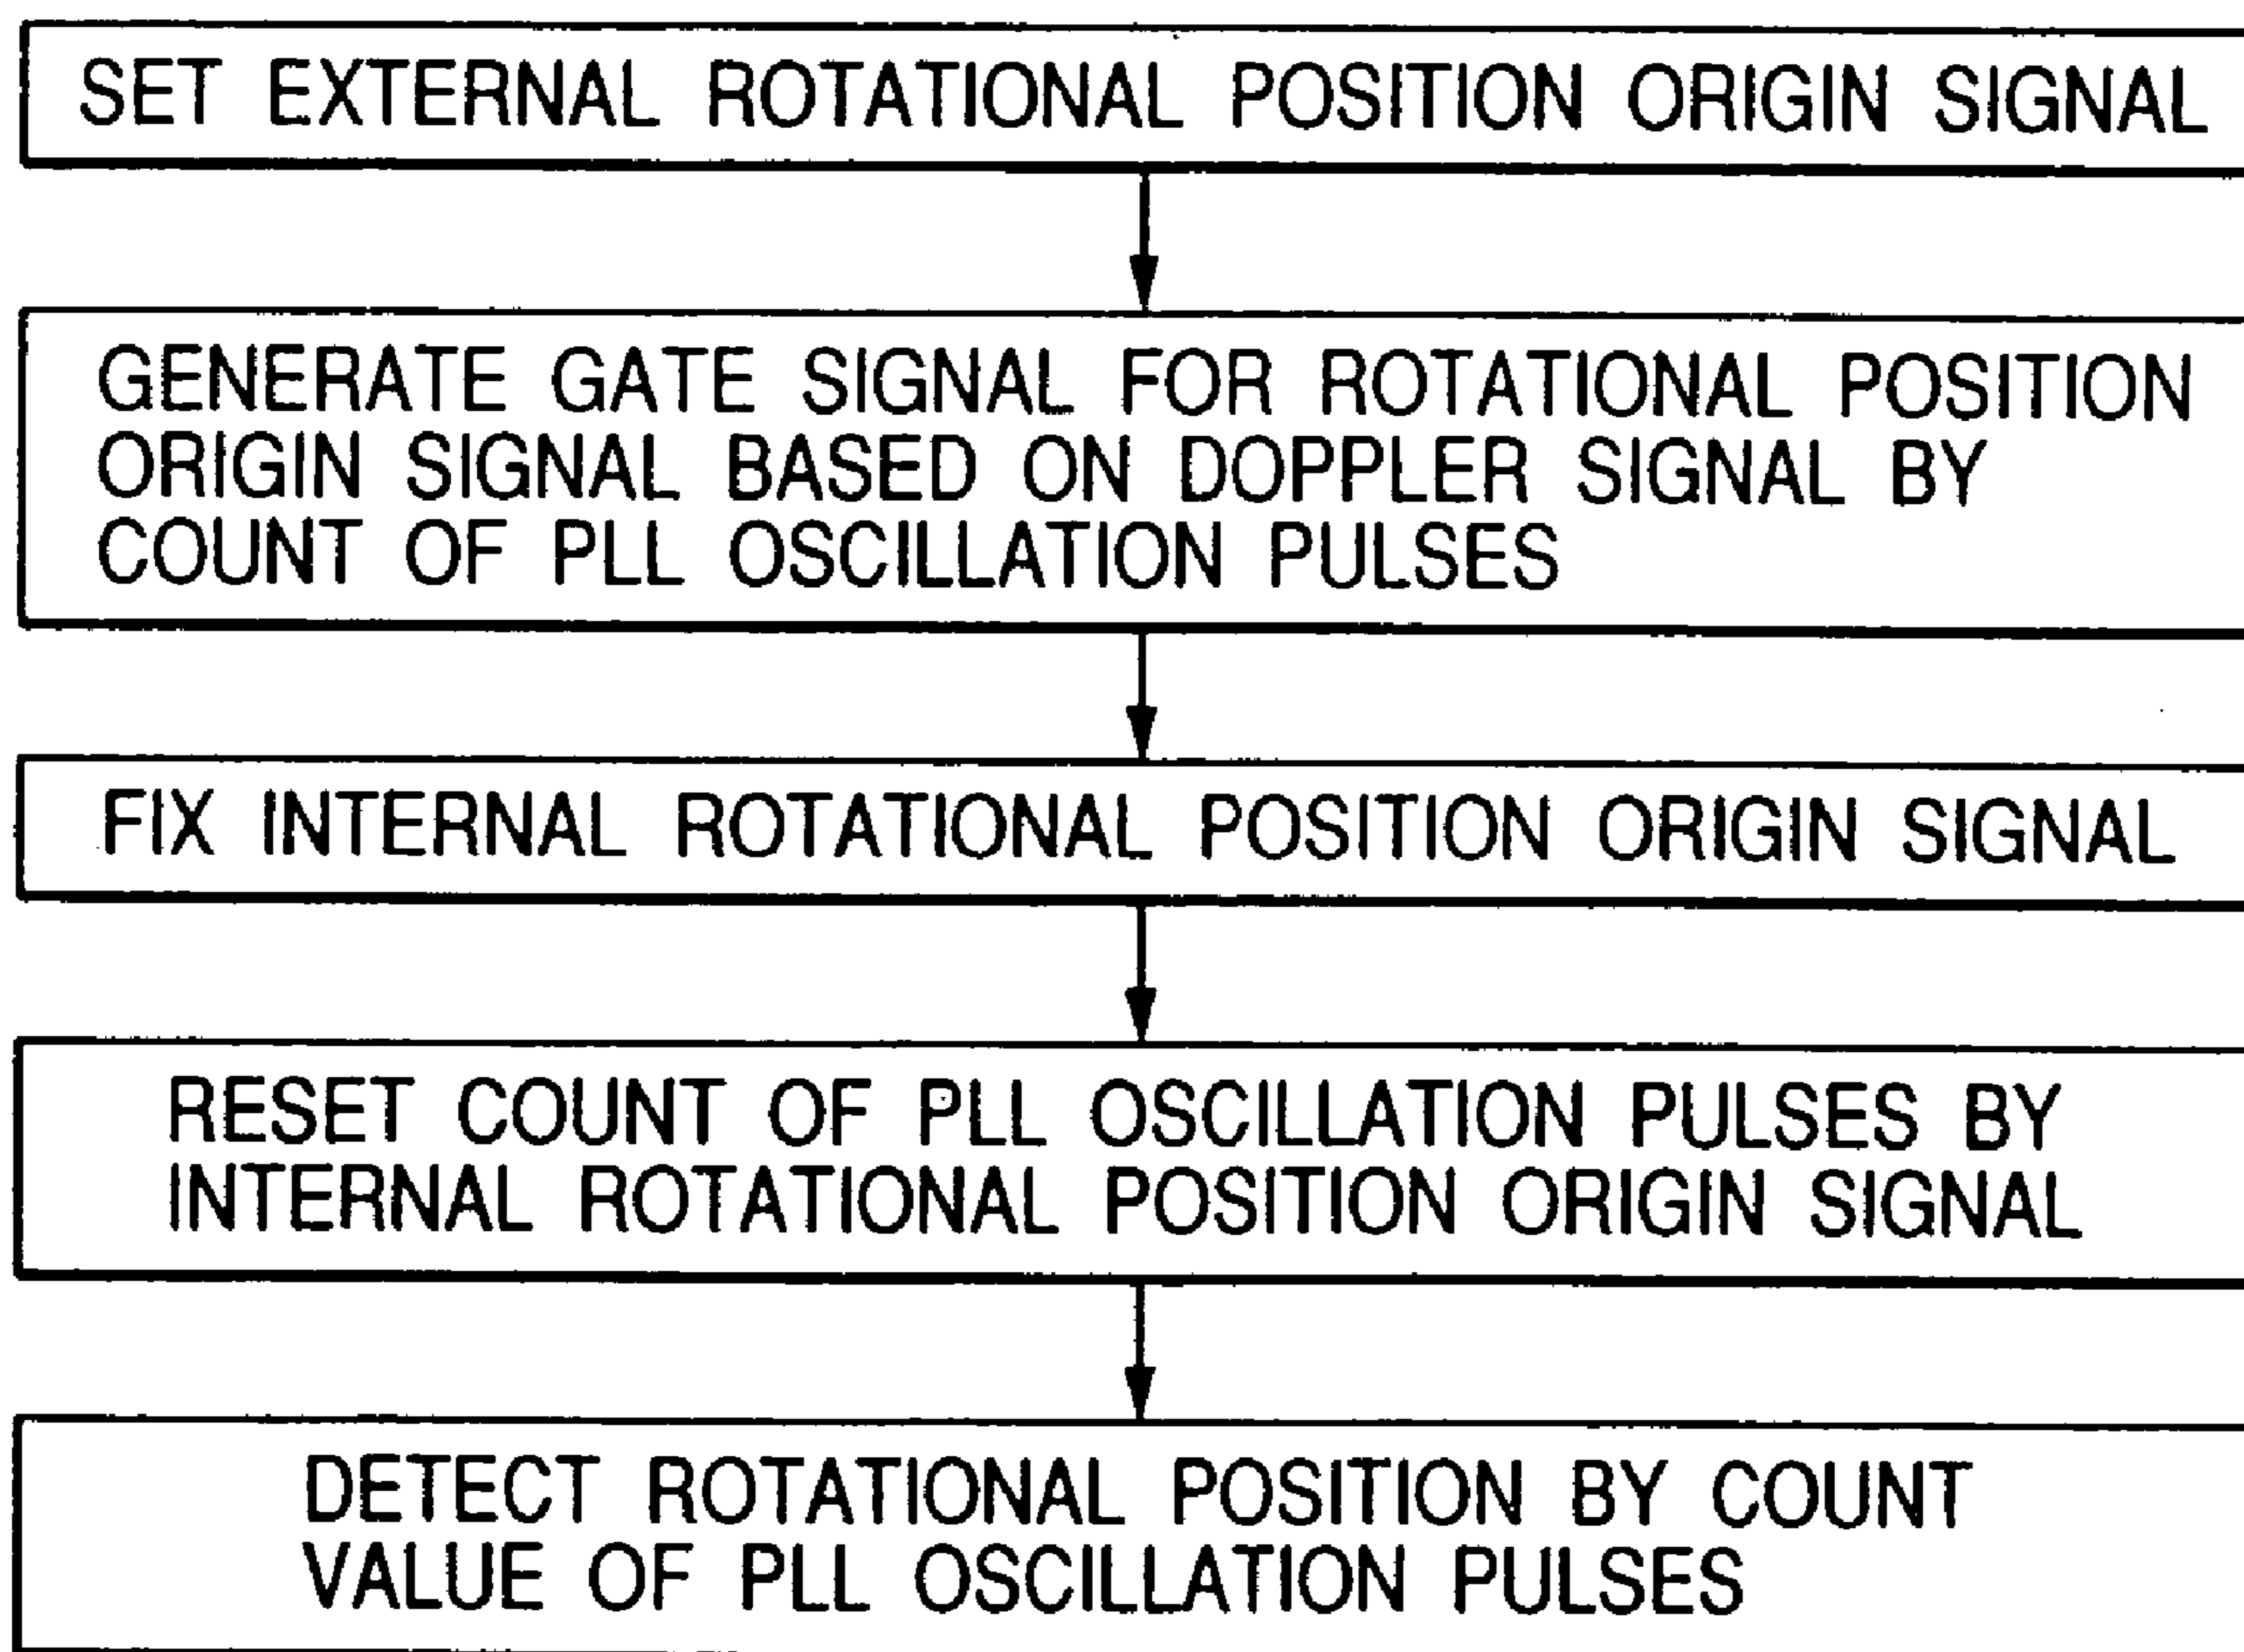 SET EXTERNAL ROTATIONAL POSITION ORIGIN SIGNAL
GENERATE GATE SIGNAL FOR ROTATIONAL POSITION
ORIGIN SIGNAL BASED ON DOPPLER SIGNAL BY
COUNT OF PLL OSCILLATION PULSES
FIX INTERNAL ROTATIONAL POSITION ORIGIN SIGNAL
RESET COUNT OF PLL OSCILLATION PULSES BY
INTERNAL ROTATIONAL POSITION ORIGIN SIGNAL
DETECT ROTATIONAL POSITION BY COUNT
VALUE OF PLL OSCILLATION PULSES